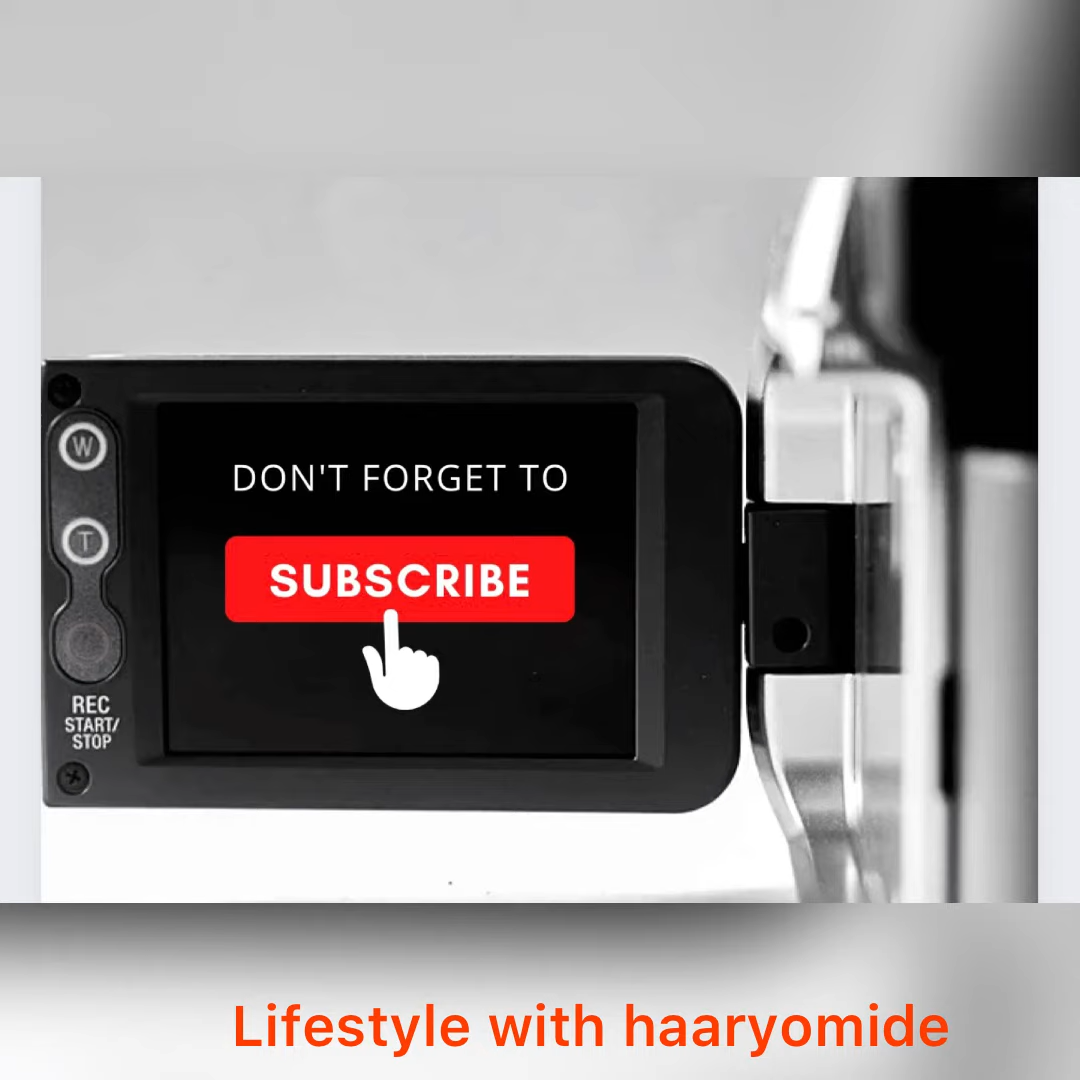 W
DON'T FORGET TO
T
SUBSCRIBE
REC
START/
STOP
Lifestyle with haaryomide